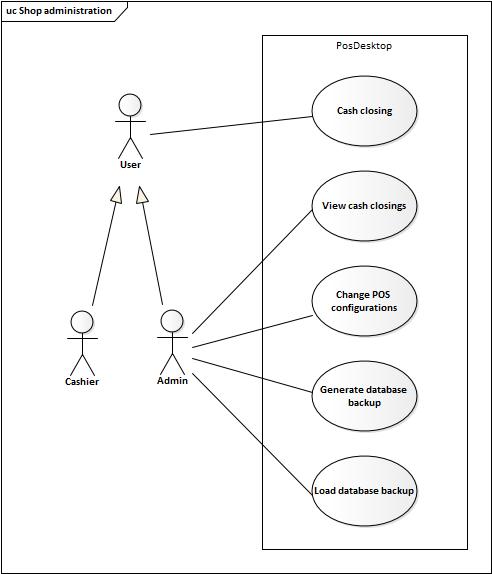 uc Shop administration
PosDesktop
Cash closing
User
View cash closings
Change POS
configurations
Cashier
Admin
Generate database
backup
Load database backup